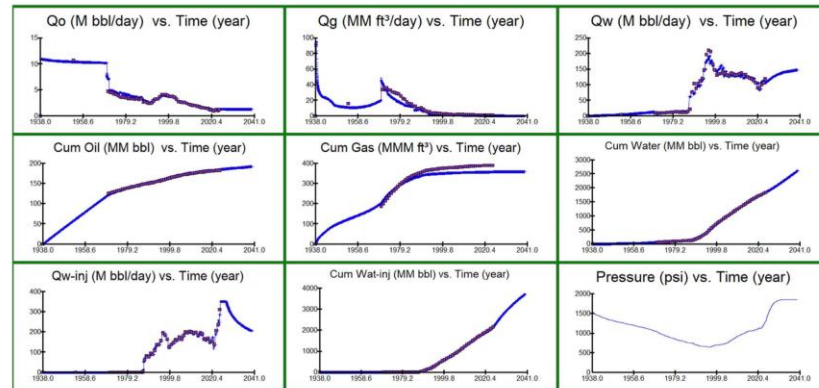 Qo (M bbl/day) vs. Time (year)
15
10
5
0
1938.0 1958.6 1979.2 1999.8 2020.4 2041.0
Qg (MM ft³/day) vs. Time (year)
100
80
60
40
20
0
1938.0 1958.6 1979.2 1999.8 2020.4 2041.0
Qw (M bbl/day) vs. Time (year)
250
200
150
100
50
0
1938.0 1958.6 1979.2 1999.8 2020.4 2041.0
Cum Oil (MM bbl) vs. Time (year)
200
150
100
50
0
1938.0 1958.6 1979.2 1999.8 2020.4 2041.0
Cum Gas (MMM ft³) vs. Time (year)
400
300
200
100
0
1938.0 1958.6 1979.2 1999.8 2020.4 2041.0
Cum Water (MM bbl) vs. Time (year)
3000
2500
2000
1500
1000
500
0
1938.0 1958.6 1979.2 1999.8 2020.4 2041.0
Qw-inj (M bbl/day) vs. Time (year)
400
300
200
100
0
1938.0 1958.6 1979.2 1999.8 2020.4 2041.0
Cum Wat-inj (MM bbl) vs. Time (year)
4000
3000
2000
1000
0
1938.0 1958.6 1979.2 1999.8 2020.4 2041.0
Pressure (psi) vs. Time (year)
2000
1500
1000
500
0
1938.0 1958.6 1979.2 1999.8 2020.4 2041.0